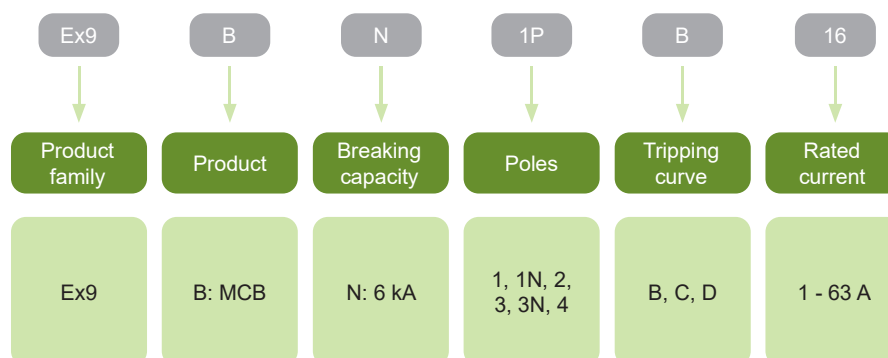 Ex9 B N 1P B 16
Product family
Product
Breaking capacity
Poles
Tripping curve
Rated current
Ex9
B: MCB
N: 6 kA
1, 1N, 2,
3, 3N, 4
B, C, D
1 - 63 A